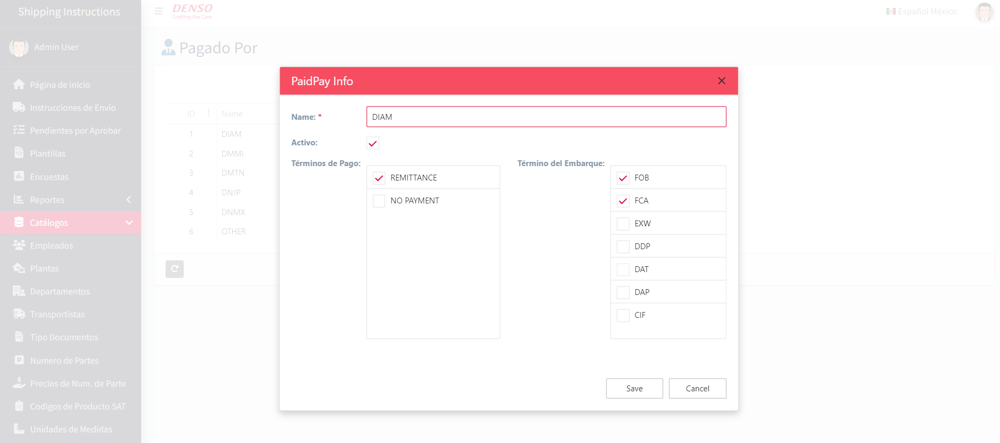 Shipping Instructions
DENSO
Crafting the Core
Español México
Admin User
Página de inicio
Instrucciones de Envío
Pendientes por Aprobar
Plantillas
Encuestas
Reportes
Catálogos
Empleados
Plantas
Departamentos
Transportistas
Tipo Documentos
Numero de Partes
Precios de Num. de Parte
Codigos de Producto SAT
Unidades de Medidas
Pagado Por
ID Name
1 DIAM
2 DMMI
3 DMTN
4 DNJP
5 DNMX
6 OTHER
PaidPay Info
Name: * DIAM
Activo:
Términos de Pago:
REMITTANCE
NO PAYMENT
Término del Embarque:
FOB
FCA
EXW
DDP
DAT
DAP
CIF
Save Cancel